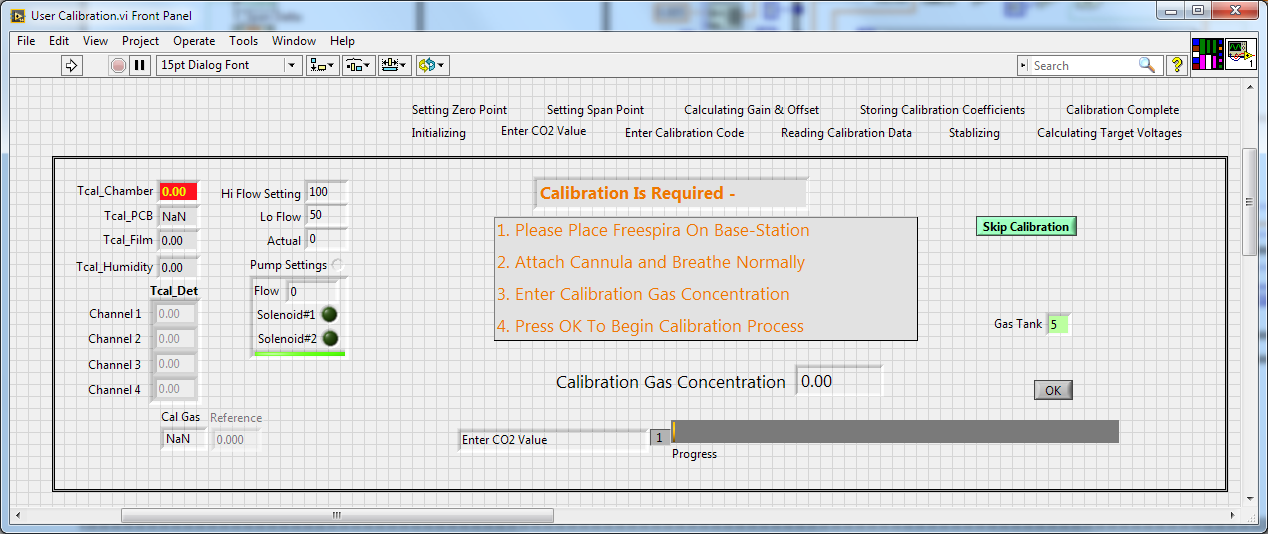 User Calibration.vi Front Panel
File Edit View Project Operate Tools Window Help
15pt Dialog Font
Search
?
1
Setting Zero Point Setting Span Point Calculating Gain & Offset Storing Calibration Coefficients Calibration Complete
Initializing Enter CO2 Value Enter Calibration Code Reading Calibration Data Stablizing Calculating Target Voltages
Tcal_Chamber 0.00
Tcal_PCB NaN
Tcal_Film 0.00
Tcal_Humidity 0.00
Tcal_Det
Channel 1 0.00
Channel 2 0.00
Channel 3 0.00
Channel 4 0.00
Cal Gas Reference
NaN 0.000
Hi Flow Setting 100
Lo Flow 50
Actual 0
Pump Settings
Flow 0
Solenoid#1
Solenoid#2
Calibration Is Required -
1. Please Place Freespira On Base-Station
2. Attach Cannula and Breathe Normally
3. Enter Calibration Gas Concentration
4. Press OK To Begin Calibration Process
Skip Calibration
Gas Tank 5
Calibration Gas Concentration 0.00
OK
Enter CO2 Value 1
Progress